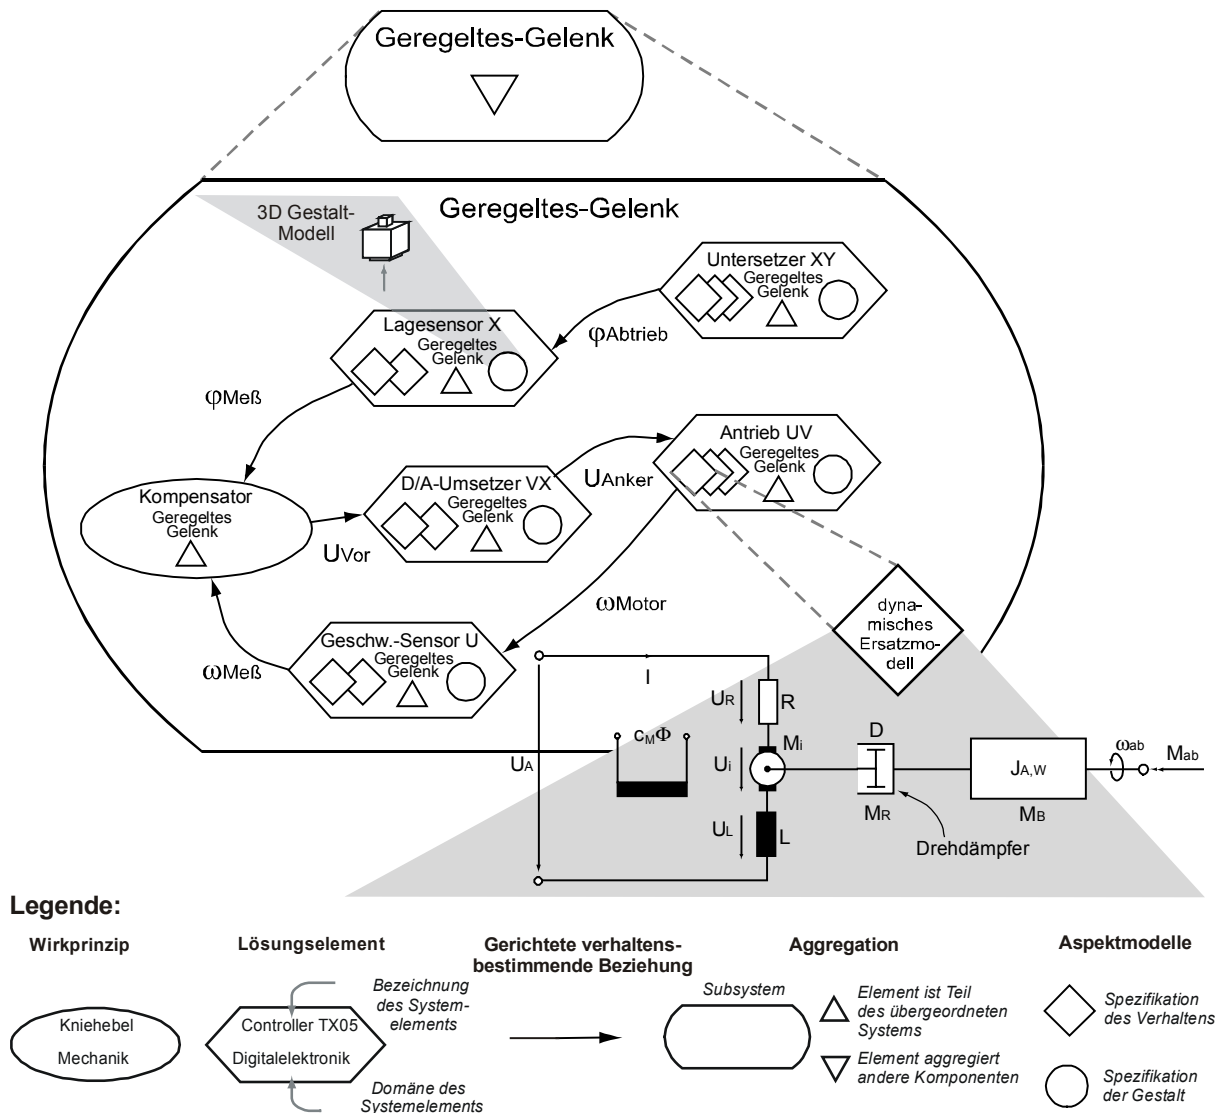 Geregeltes-Gelenk
Geregeltes-Gelenk
3D Gestalt-
Modell
Untersetzer XY
Geregeltes
Gelenk
φAbtrieb
Lagesensor X
Geregeltes
Gelenk
φMeß
Antrieb UV
Geregeltes
Gelenk
UAnker
D/A-Umsetzer VX
Geregeltes
Gelenk
Kompensator
Geregeltes
Gelenk
UVor
ωMotor
dyna-
misches
Ersatzmo-
dell
Geschw.-Sensor U
Geregeltes
Gelenk
ωMeß
I
UR
R
cMΦ
Mi
D
UA
Ui
JA,W
ωab
Mab
MR
MB
UL
L
Drehdämpfer
Legende:
Wirkprinzip
Kniehebel
Mechanik
Lösungselement
Bezeichnung
des System-
elements
Controller TX05
Digitalelektronik
Domäne des
Systemelements
Gerichtete verhaltens-
bestimmende Beziehung
Aggregation
Subsystem
Element ist Teil
des übergeordneten
Systems
Element aggregiert
andere Komponenten
Aspektmodelle
Spezifikation
des Verhaltens
Spezifikation
der Gestalt